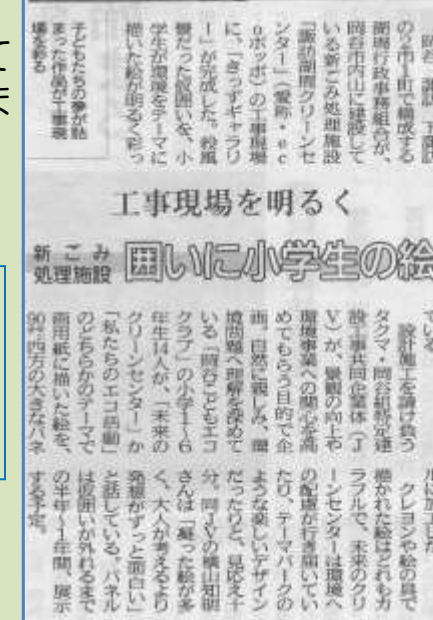 て
ま
岡谷、諏訪、下諏訪
の2市1町で構成する
湖周行政事務組合が、
岡谷市内山に建設して
いる新ごみ処理施設
「諏訪湖周クリーンセ
ンター」(愛称・ec
oポッポ)の工事現場
に、「きっずギャラリ
ー」が完成した。殺風
景だった仮囲いを、小
学生が環境をテーマに
描いた絵が明るく彩っ
ている。
子どもたちの夢が詰
まった作品が工事現
場を彩る
工事現場を明るく
新ごみ
処理施設
囲いに小学生の絵
設計施工を請け負う
タクマ・岡谷組特定建
設工事共同企業体(J
V)が、景観の向上や
環境事業への関心を高
めてもらう目的で企
画。自然に親しみ、環
境問題へ理解を深めて
いる「岡谷こどもエコ
クラブ」の小学1〜6
年生14人が、「未来の
クリーンセンター」か
「私たちのエコ活動」
のどちらかのテーマで
画用紙に描いた絵を、
90㌢四方の大きなパネ
ルに加工した。
クレヨンや絵の具で
描かれた絵はどれもカ
ラフルで、未来のクリ
ーンセンターは環境へ
の配慮が行き届いてい
たり、テーマパークの
ような楽しいデザイン
だったりと、見応え十
分。同JVの横山知明
さんは「凝った絵が多
く、大人が考えるより
発想がずっと面白い」
と話している。パネル
は仮囲いが外れるまで
の半年〜1年間、展示
する予定。